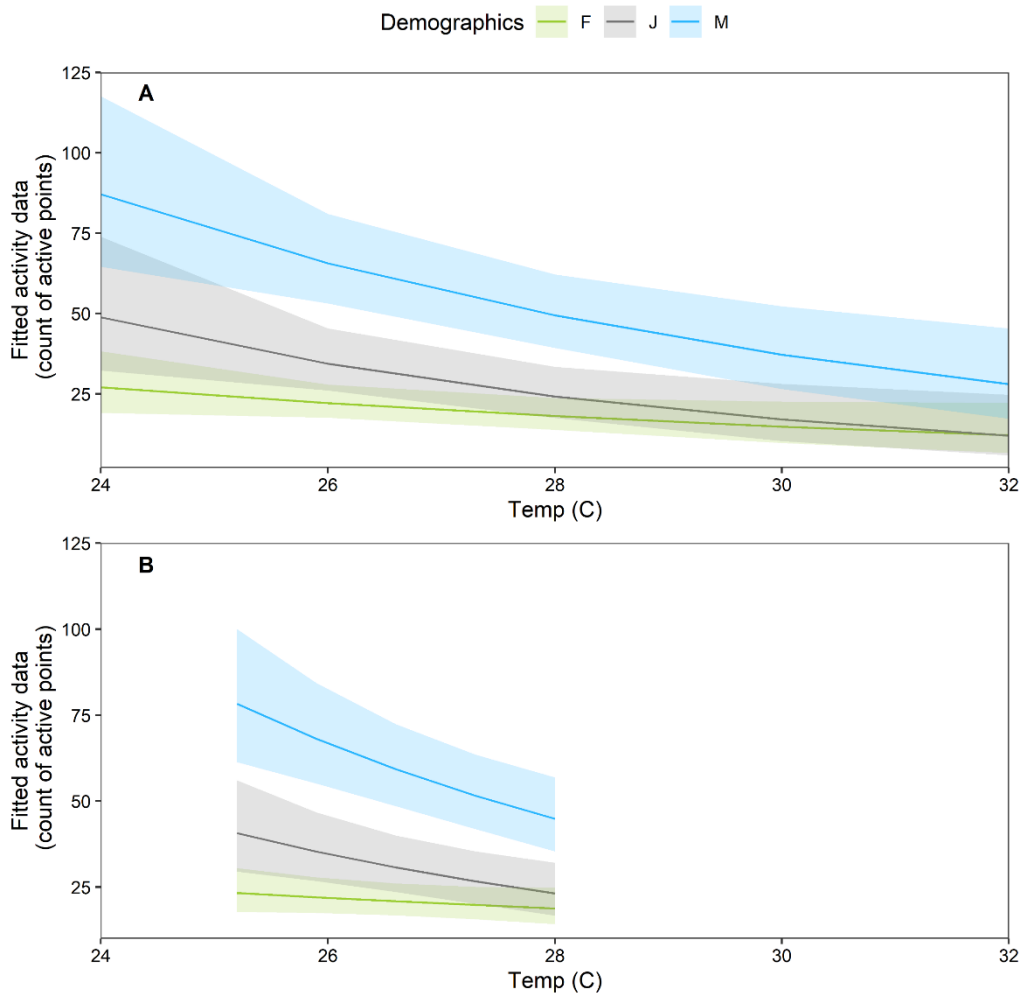 Demographics F J M
A
Fitted activity data
(count of active points)
125
100
75
50
25
24 26 28 30 32
Temp (C)
B
Fitted activity data
(count of active points)
125
100
75
50
25
24 26 28 30 32
Temp (C)